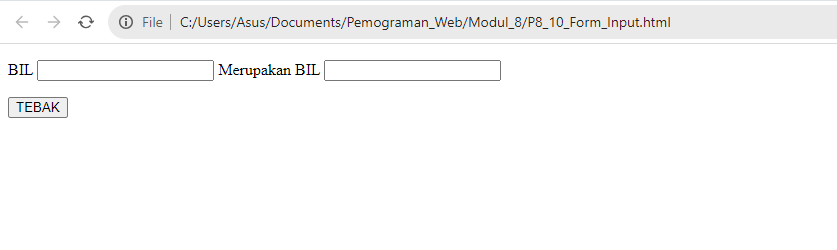 File C:/Users/Asus/Documents/Pemograman_Web/Modul_8/P8_10_Form_Input.html
BIL Merupakan BIL
TEBAK